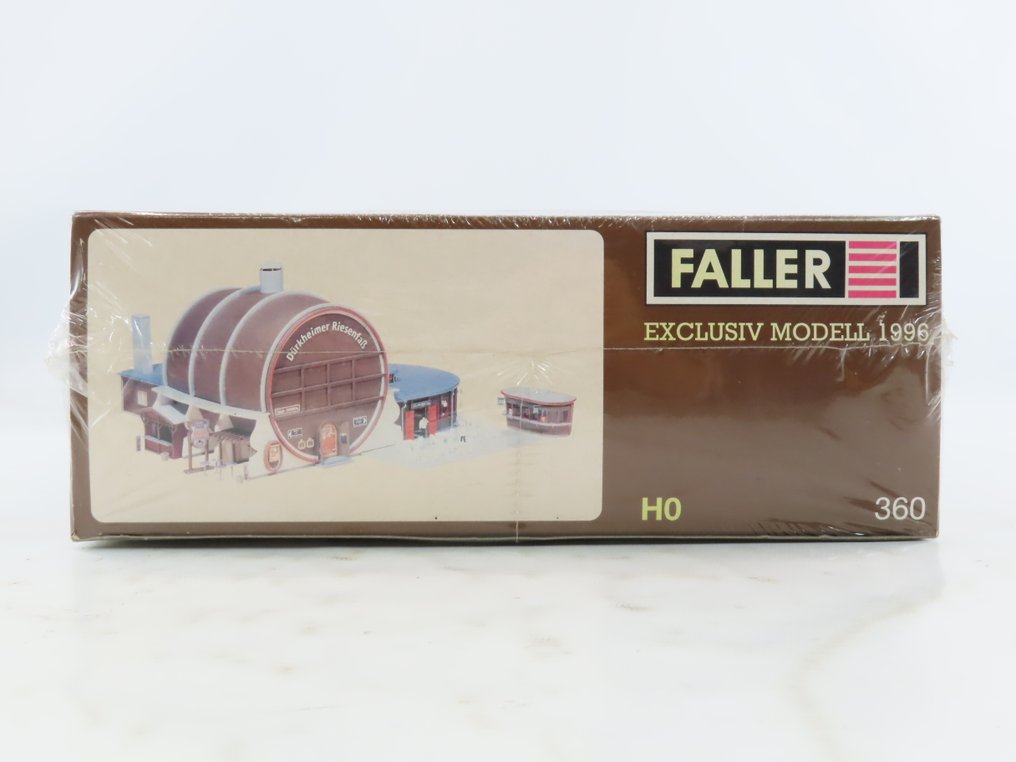 Dürkheimer Riesenfaß
FALLER
EXCLUSIV MODELL 1996
H0
360